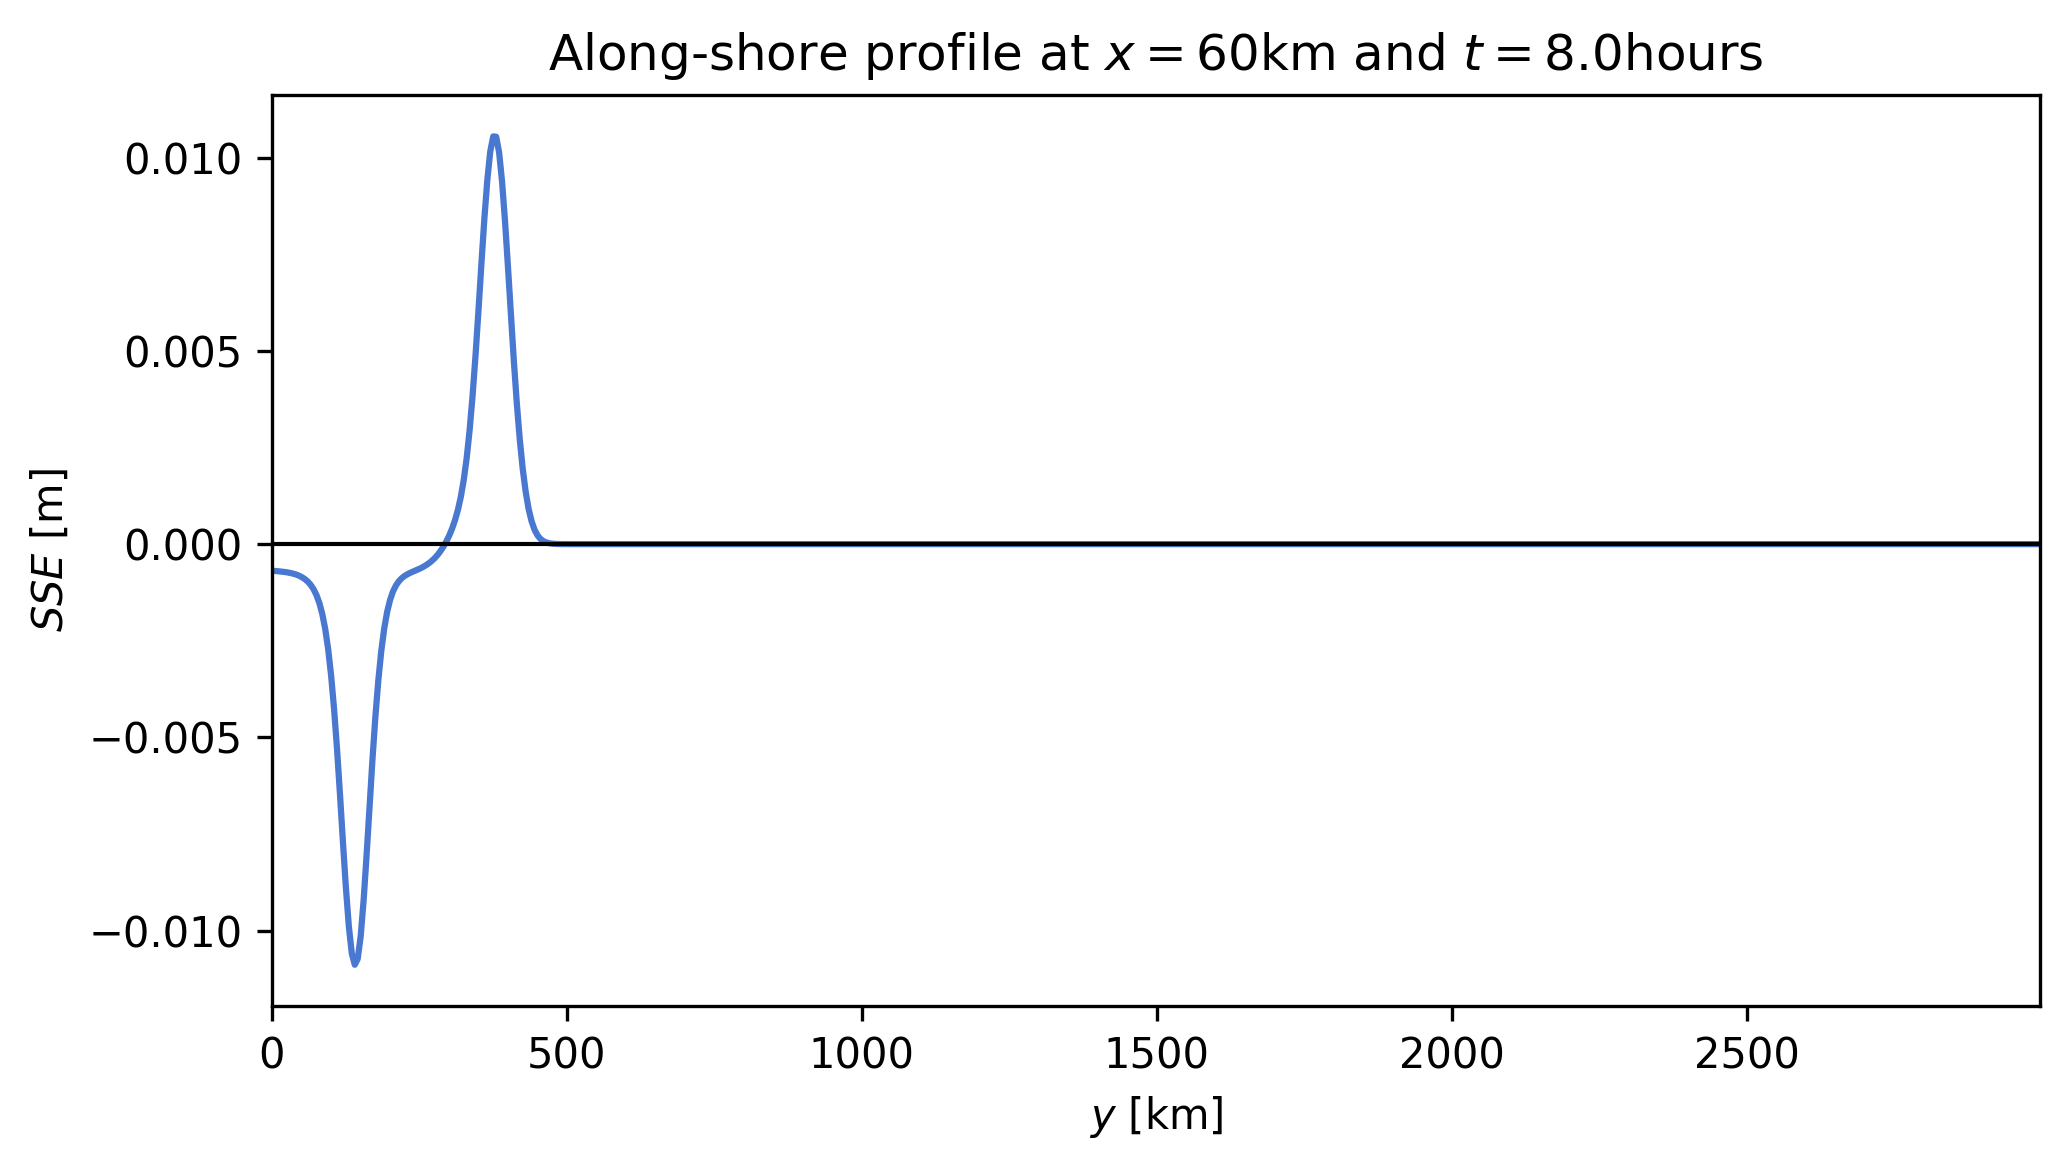 Along-shore profile at x = 60km and t = 8.0hours
0.010
0.005
0.000
−0.005
−0.010
SSE [m]
0 500 1000 1500 2000 2500
y [km]